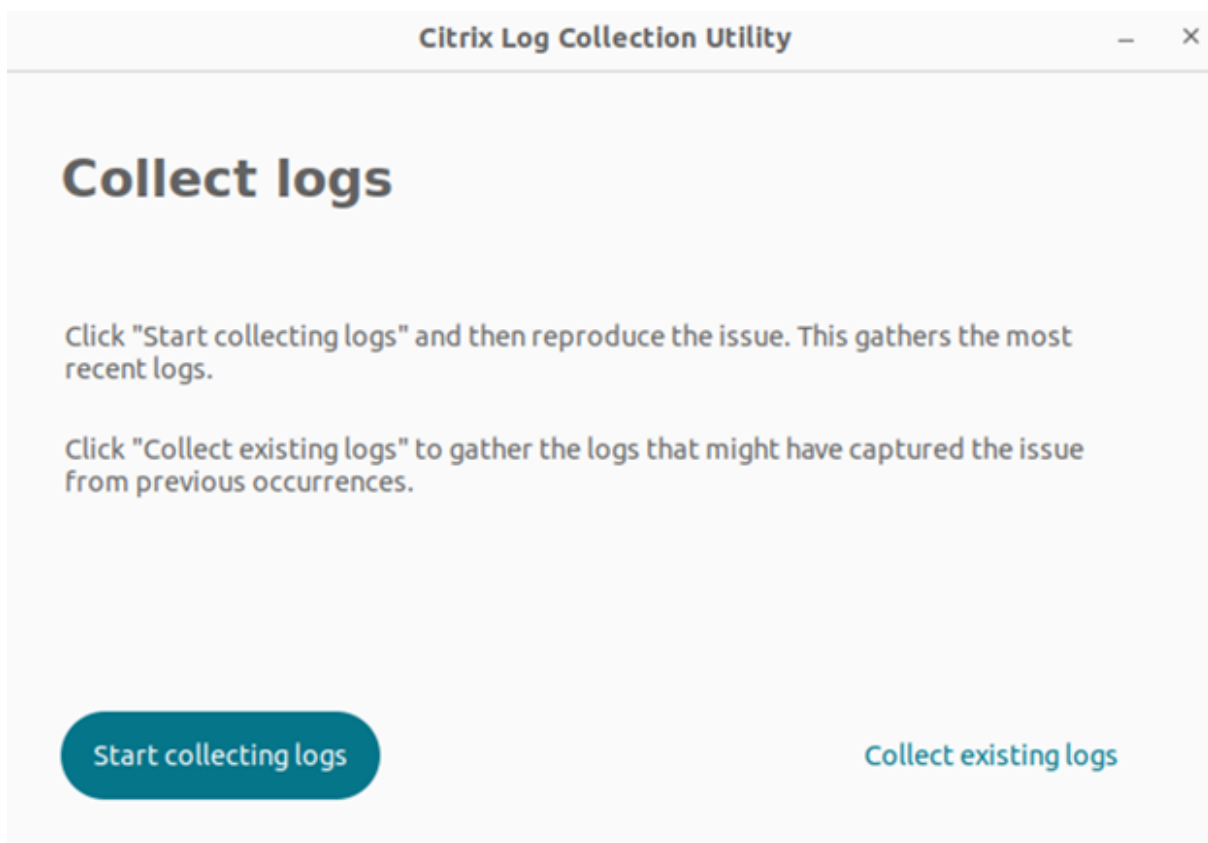 Citrix Log Collection Utility
Collect logs
Click "Start collecting logs" and then reproduce the issue. This gathers the most
recent logs.
Click "Collect existing logs" to gather the logs that might have captured the issue
from previous occurrences.
Start collecting logs
Collect existing logs